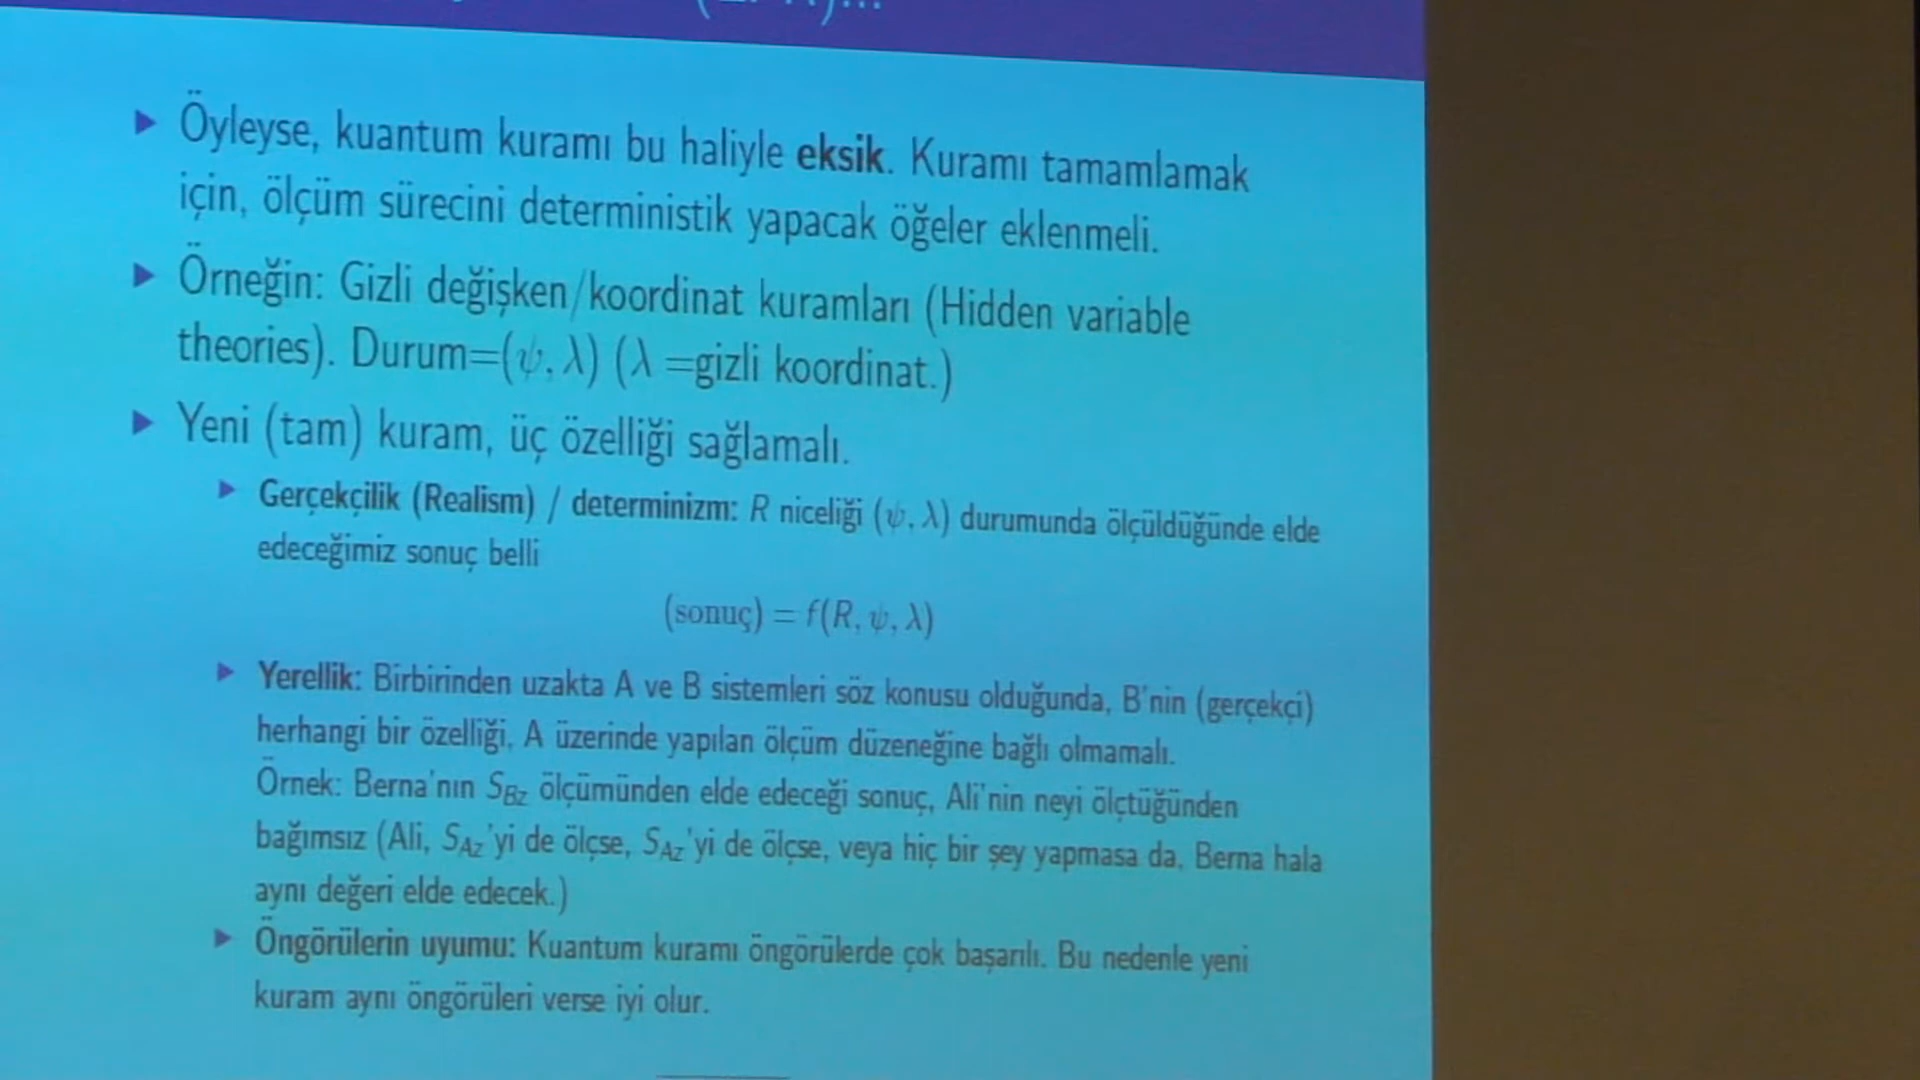 ▶ Öyleyse, kuantum kuramı bu haliyle eksik. Kuramı tamamlamak
için, ölçüm sürecini deterministik yapacak öğeler eklenmeli.
▶ Örneğin: Gizli değişken/koordinat kuramları (Hidden variable
theories). Durum=(ψ, λ) (λ =gizli koordinat.)
▶ Yeni (tam) kuram, üç özelliği sağlamalı.
▶ Gerçekçilik (Realism) / determinizm: R niceliği (ψ, λ) durumunda ölçüldüğünde elde
edeceğimiz sonuç belli
(sonuç) = f(R, ψ, λ)
▶ Yerellik: Birbirinden uzakta A ve B sistemleri söz konusu olduğunda, B'nin (gerçekçi)
herhangi bir özelliği, A üzerinde yapılan ölçüm düzeneğine bağlı olmamalı.
Örnek: Berna'nın S_Bz ölçümünden elde edeceği sonuç, Ali'nin neyi ölçtüğünden
bağımsız (Ali, S_Az'yi de ölçse, S_Az'yi de ölçse, veya hiç bir şey yapmasa da, Berna hala
aynı değeri elde edecek.)
▶ Öngörülerin uyumu: Kuantum kuramı öngörülerde çok başarılı. Bu nedenle yeni
kuram aynı öngörüleri verse iyi olur.